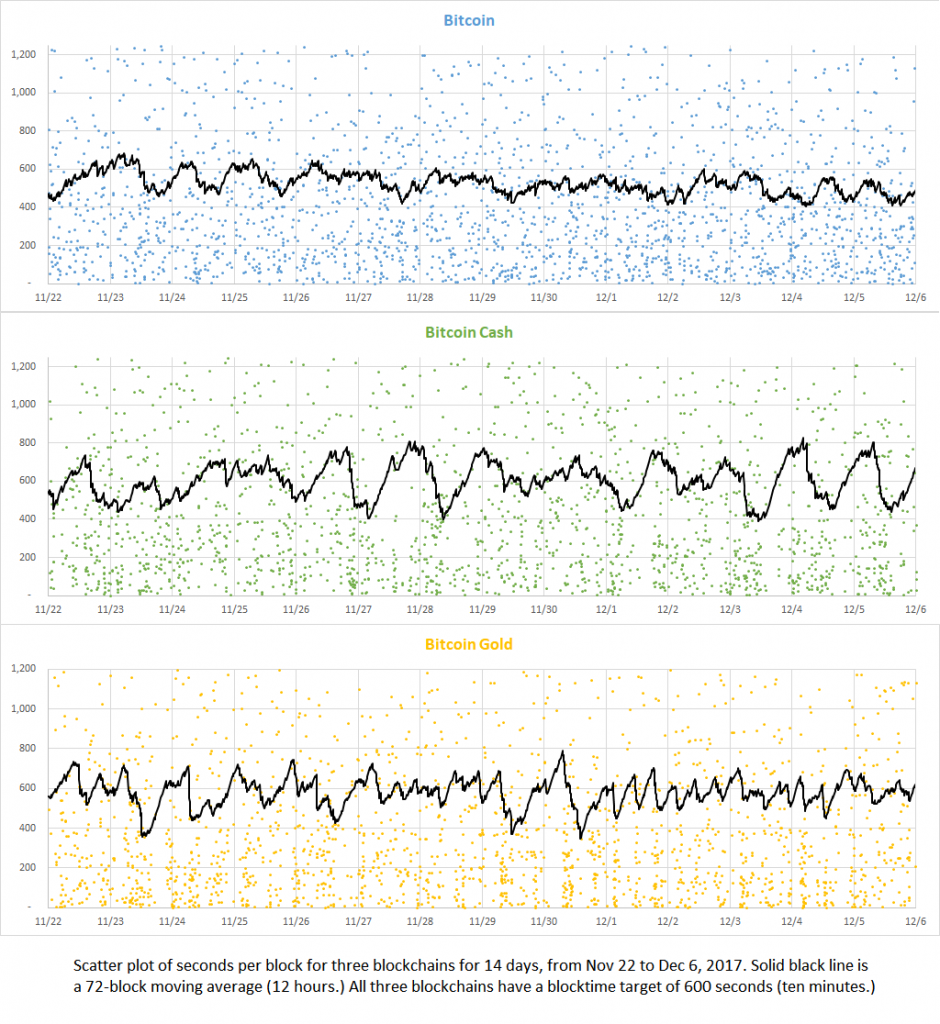 Bitcoin
1,200
1,000
800
600
400
200
-
11/22 11/23 11/24 11/25 11/26 11/27 11/28 11/29 11/30 12/1 12/2 12/3 12/4 12/5 12/6
Bitcoin Cash
1,200
1,000
800
600
400
200
-
11/22 11/23 11/24 11/25 11/26 11/27 11/28 11/29 11/30 12/1 12/2 12/3 12/4 12/5 12/6
Bitcoin Gold
1,200
1,000
800
600
400
200
-
11/22 11/23 11/24 11/25 11/26 11/27 11/28 11/29 11/30 12/1 12/2 12/3 12/4 12/5 12/6
Scatter plot of seconds per block for three blockchains for 14 days, from Nov 22 to Dec 6, 2017. Solid black line is
a 72-block moving average (12 hours.) All three blockchains have a blocktime target of 600 seconds (ten minutes.)